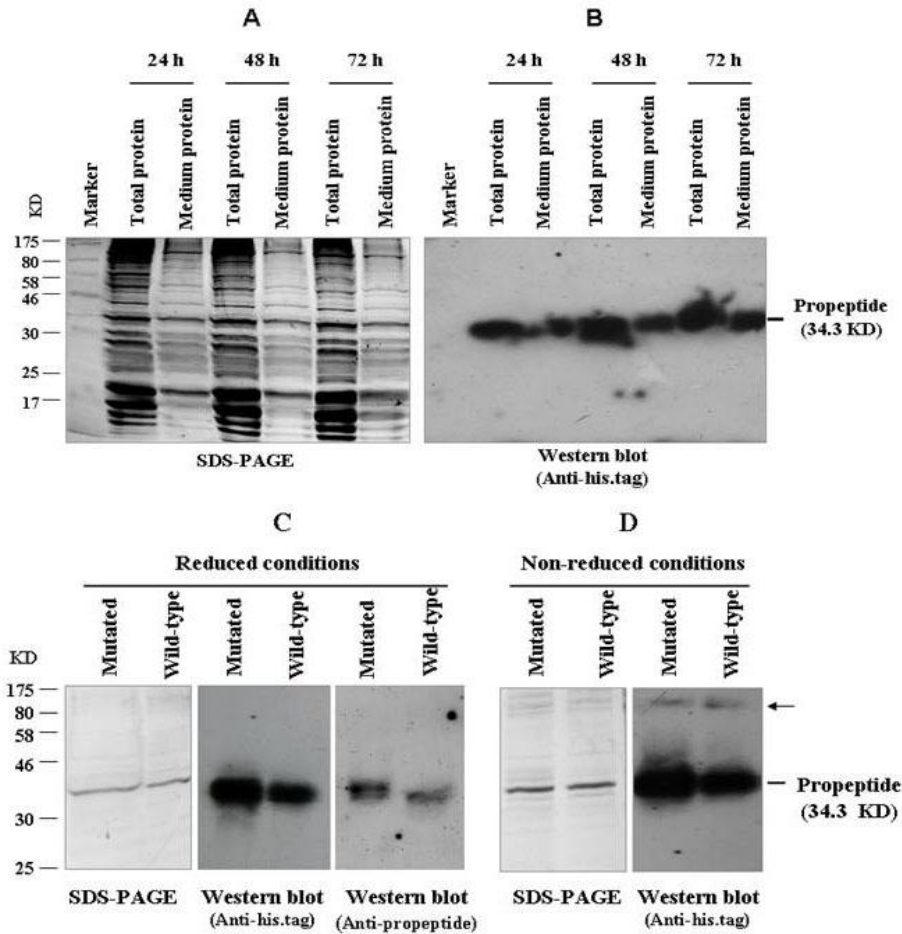 A
B
24 h 48 h 72 h
24 h 48 h 72 h
KD
Marker
Total protein
Medium protein
Total protein
Medium protein
Total protein
Medium protein
Marker
Total protein
Medium protein
Total protein
Medium protein
Total protein
Medium protein
175
80
58
46
30
25
17
Propeptide
(34.3 KD)
SDS-PAGE
Western blot
(Anti-his.tag)
C
D
Reduced conditions
Non-reduced conditions
KD
Mutated
Wild-type
Mutated
Wild-type
Mutated
Wild-type
Mutated
Wild-type
Mutated
Wild-type
175
80
58
46
30
25
Propeptide
(34.3 KD)
SDS-PAGE
Western blot
(Anti-his.tag)
Western blot
(Anti-propeptide)
SDS-PAGE
Western blot
(Anti-his.tag)